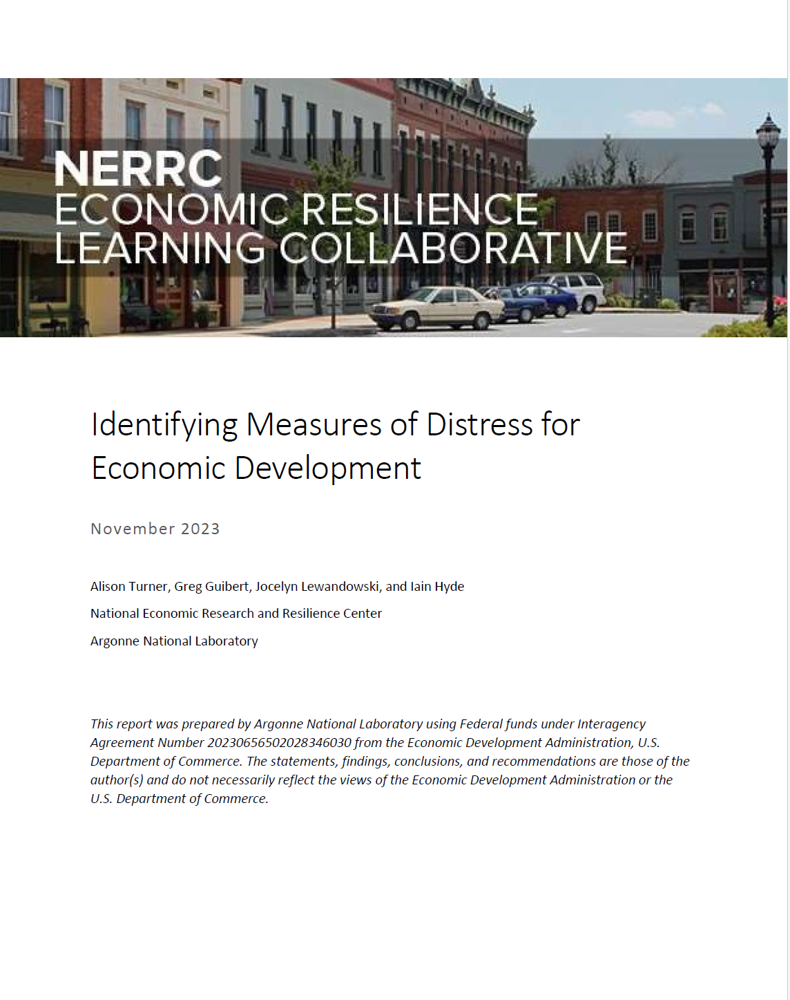 NERRC
ECONOMIC RESILIENCE
LEARNING COLLABORATIVE
Identifying Measures of Distress for
Economic Development
November 2023
Alison Turner, Greg Guibert, Jocelyn Lewandowski, and Iain Hyde
National Economic Research and Resilience Center
Argonne National Laboratory
This report was prepared by Argonne National Laboratory using Federal funds under Interagency
Agreement Number 20230656502028346030 from the Economic Development Administration, U.S.
Department of Commerce. The statements, findings, conclusions, and recommendations are those of the
author(s) and do not necessarily reflect the views of the Economic Development Administration or the
U.S. Department of Commerce.